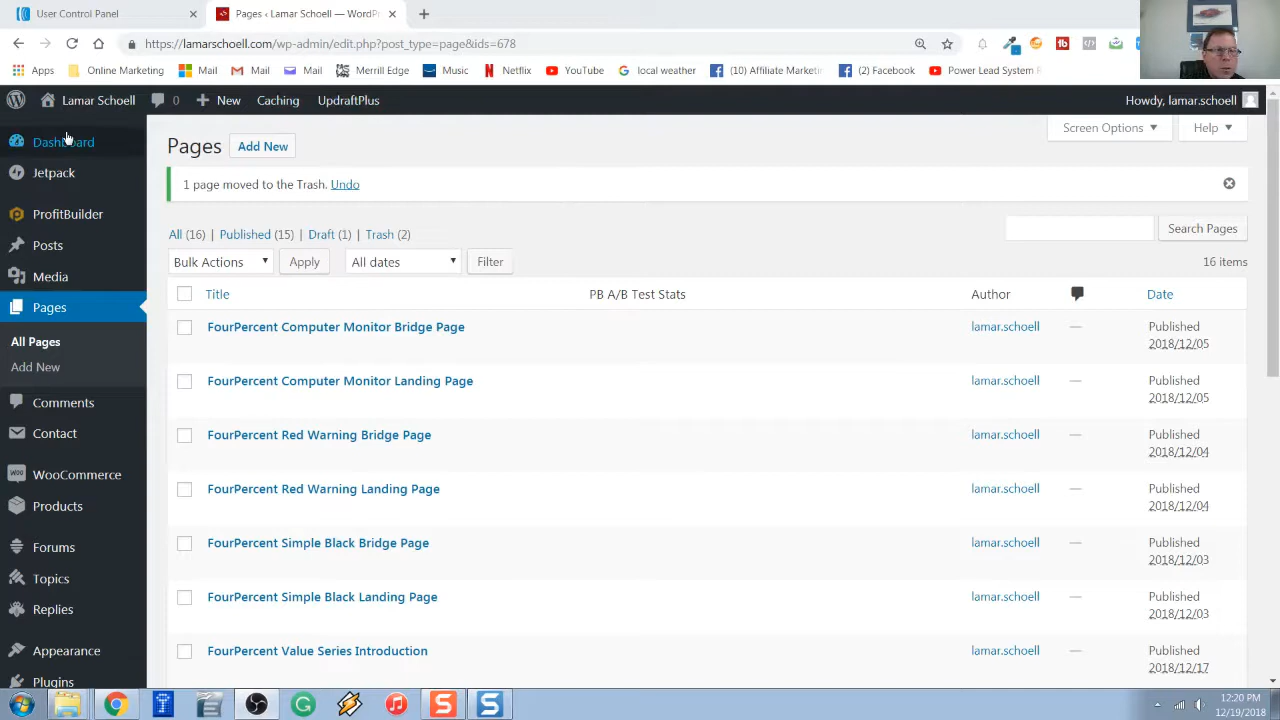 User Control Panel
Pages ‹ Lamar Schoell — WordPr
https://lamarschoell.com/wp-admin/edit.php?post_type=page&ids=678
Apps
Online Marketing
Mail
Mail
Mail
Merrill Edge
Music
Netflix
YouTube
local weather
(10) Affiliate Marketi
(2) Facebook
Power Lead System R
Lamar Schoell
0
New
Caching
UpdraftPlus
Howdy, lamar.schoell
Dashboard
Jetpack
ProfitBuilder
Posts
Media
Pages
All Pages
Add New
Comments
Contact
WooCommerce
Products
Forums
Topics
Replies
Appearance
Plugins
Screen Options
Help
Pages
Add New
1 page moved to the Trash. Undo
All (16) | Published (15) | Draft (1) | Trash (2)
Search Pages
Bulk Actions
Apply
All dates
Filter
16 items
Title
PB A/B Test Stats
Author
Date
FourPercent Computer Monitor Bridge Page
lamar.schoell
—
Published
2018/12/05
FourPercent Computer Monitor Landing Page
lamar.schoell
—
Published
2018/12/05
FourPercent Red Warning Bridge Page
lamar.schoell
—
Published
2018/12/04
FourPercent Red Warning Landing Page
lamar.schoell
—
Published
2018/12/04
FourPercent Simple Black Bridge Page
lamar.schoell
—
Published
2018/12/03
FourPercent Simple Black Landing Page
lamar.schoell
—
Published
2018/12/03
FourPercent Value Series Introduction
lamar.schoell
—
Published
2018/12/17
12:20 PM
12/19/2018